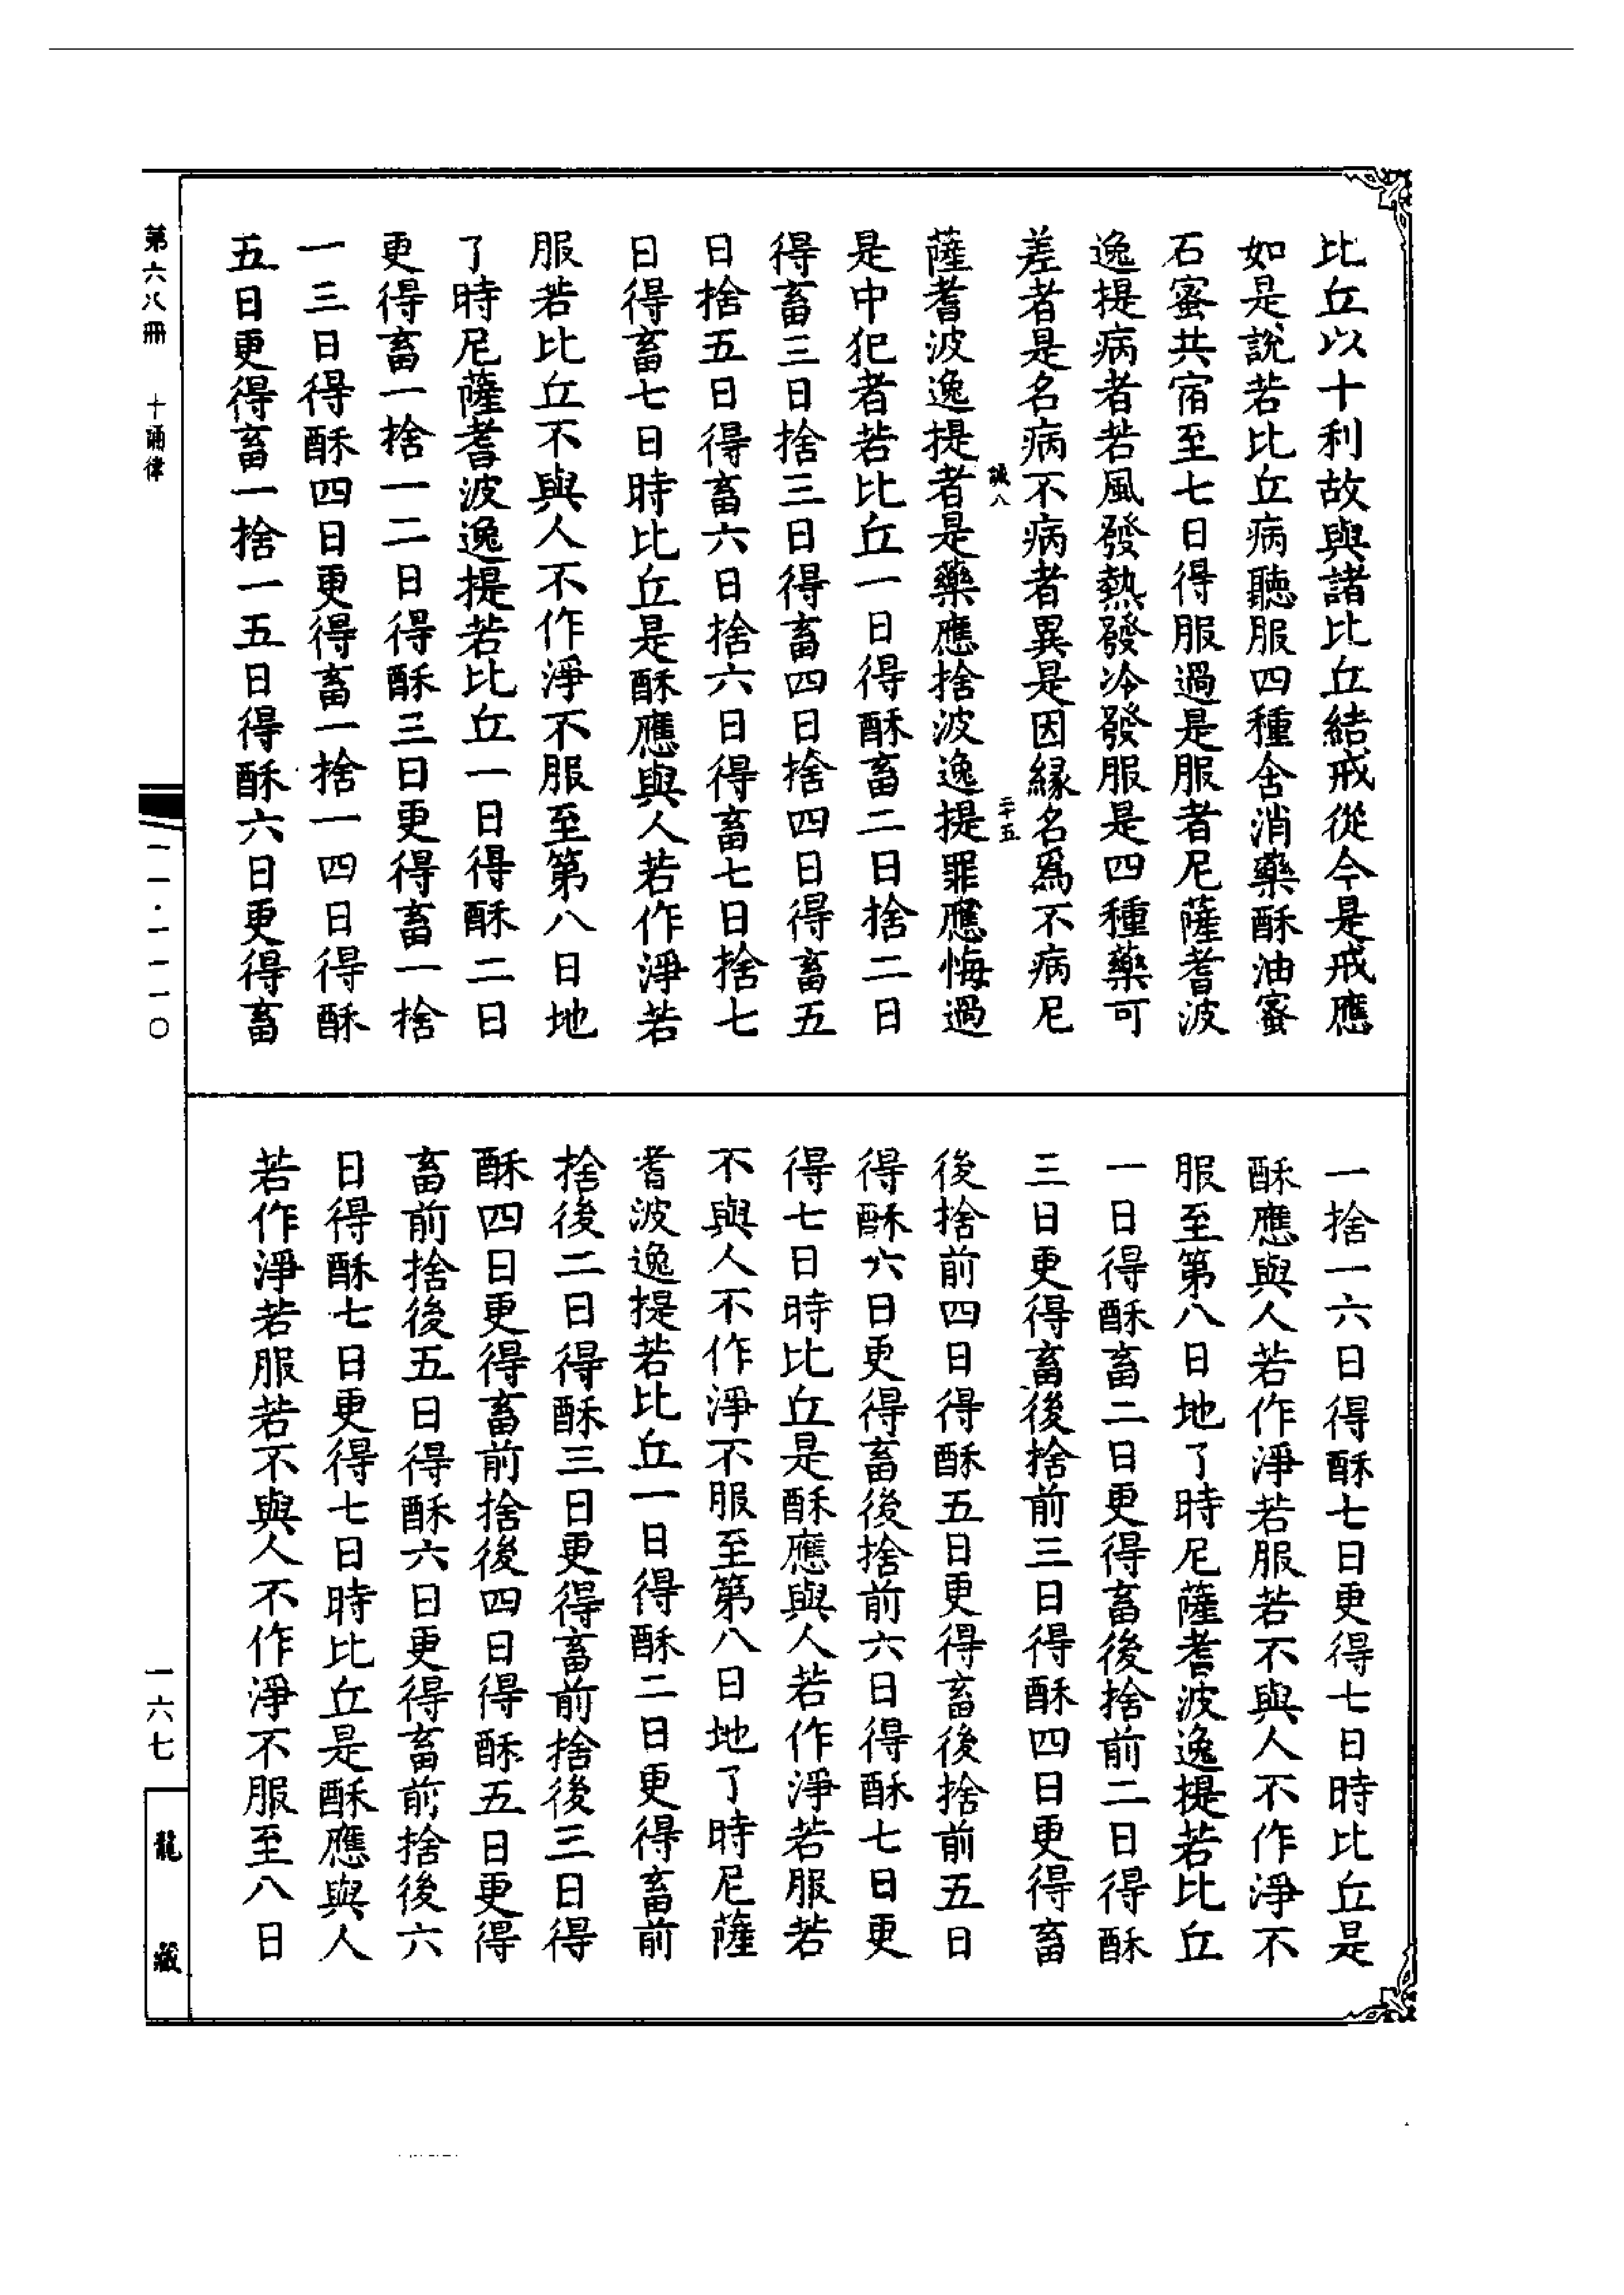 比丘以十利故與諸比丘結戒從今是戒應
如是說若比丘病聽服四種含消藥酥油蜜
石蜜共宿至七日得服過是服者尼薩耆波
逸提病者若風發熱發冷發服是四種藥可
差者是名病不病者異是因緣名爲不病尼
誠八
二十五
薩耆波逸提者是藥應捨波逸提罪應悔過
是中犯者若比丘一日得酥畜二日捨二日
得畜三日捨三日得畜四日捨四日得畜五
日捨五日得畜六日捨六日得畜七日捨七
日得畜七日時比丘是酥應與人若作淨若
服若比丘不與人不作淨不服至第八日地
了時尼薩耆波逸提若比丘一日得酥二日
更得畜一捨一二日得酥三日更得畜一捨
一三日得酥四日更得畜一捨一四日得酥
五日更得畜一捨一五日得酥六日更得畜
一捨一六日得酥七日更得七日時比丘是
酥應與人若作淨若服若不與人不作淨不
服至第八日地了時尼薩耆波逸提若比丘
一日得酥畜二日更得畜後捨前二日得酥
三日更得畜後捨前三日得酥四日更得畜
後捨前四日得酥五日更得畜後捨前五日
得酥六日更得畜後捨前六日得酥七日更
得七日時比丘是酥應與人若作淨若服若
不與人不作淨不服至第八日地了時尼薩
耆波逸提若比丘一日得酥二日更得畜前
捨後二日得酥三日更得畜前捨後三日得
酥四日更得畜前捨後四日得酥五日更得
畜前捨後五日得酥六日更得畜前捨後六
日得酥七日更得七日時比丘是酥應與人
若作淨若服若不與人不作淨不服至八日
第六八冊 十誦律
一一·一一一〇
一六七
龍藏